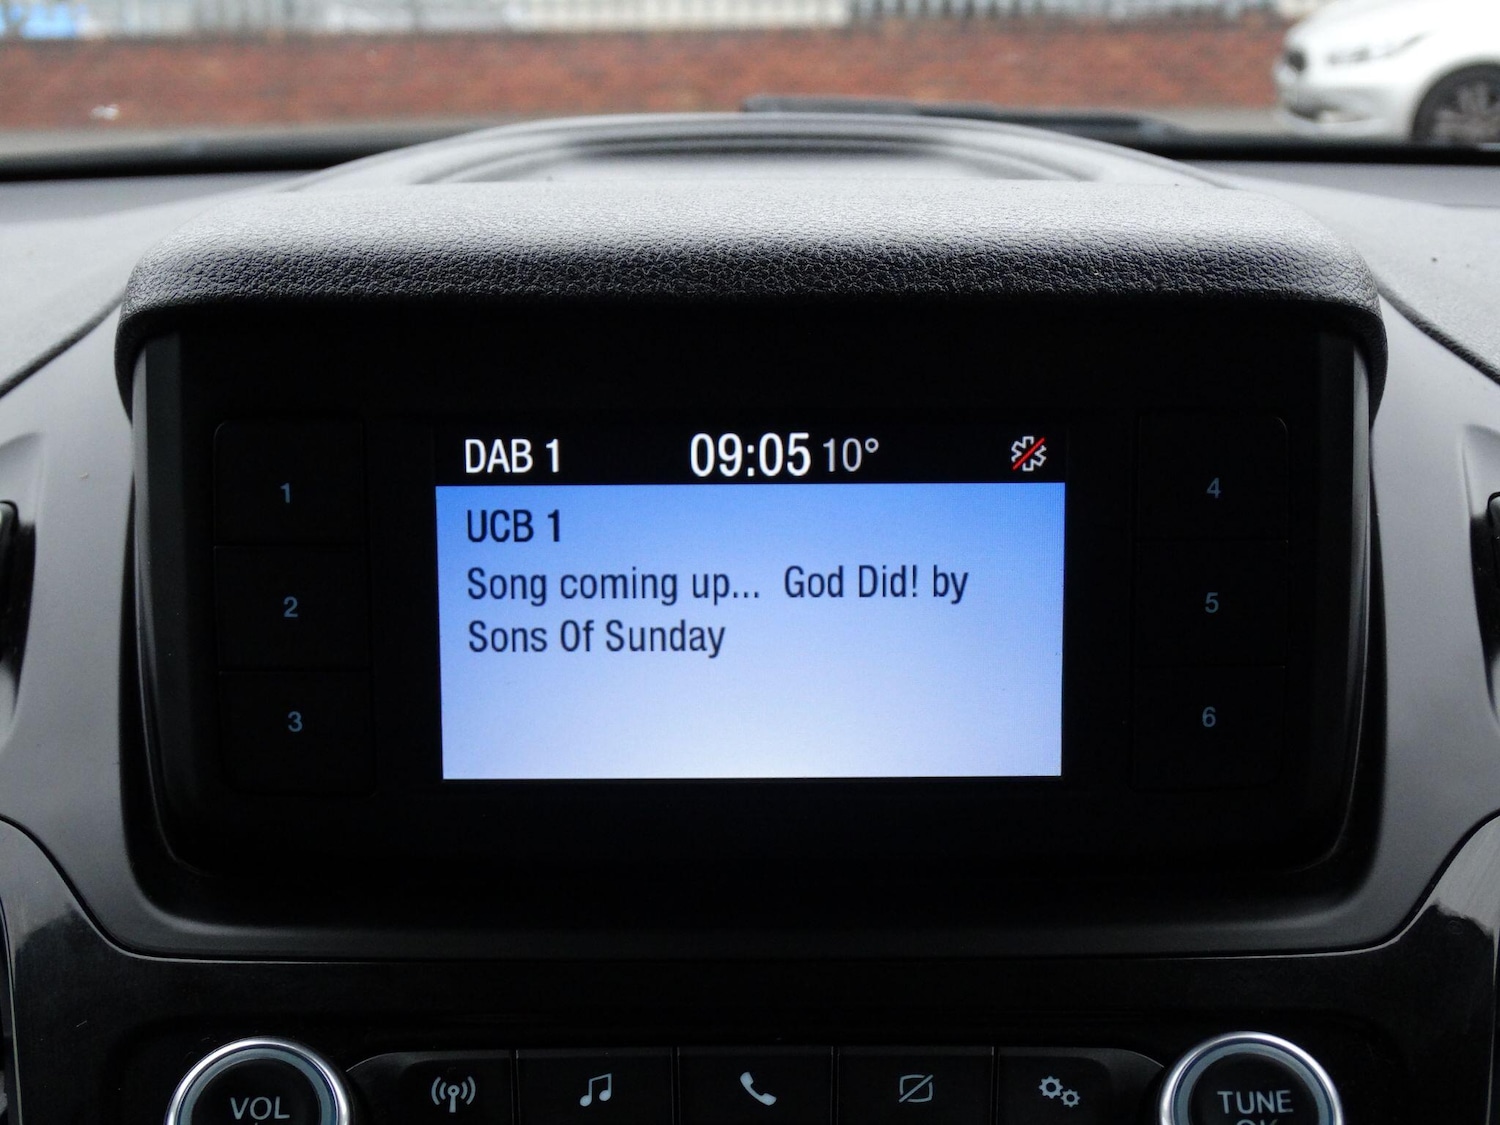 DAB 1 09:05 10°
UCB 1
Song coming up... God Did! by
Sons Of Sunday
1
2
3
4
5
6
VOL
TUNE
OK